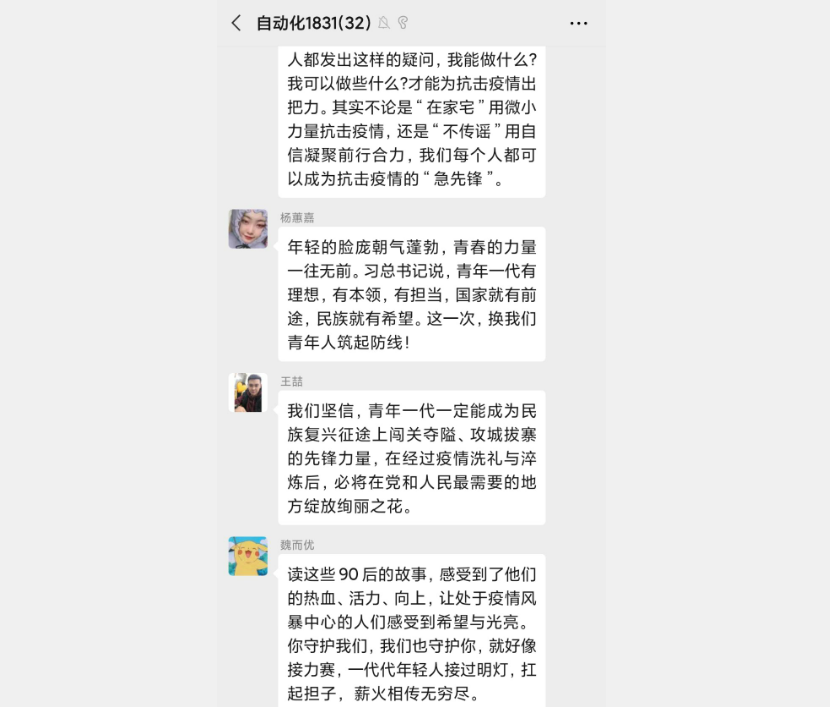 自动化1831(32)
人都发出这样的疑问，我能做什么？
我可以做些什么?才能为抗击疫情出
把力。其实不论是“在家宅”用微小
力量抗击疫情，还是“不传谣”用自
信凝聚前行合力，我们每个人都可
以成为抗击疫情的“急先锋”。
杨蕙嘉
年轻的脸庞朝气蓬勃，青春的力量
一往无前。习总书记说，青年一代有
理想，有本领，有担当，国家就有前
途，民族就有希望。这一次，换我们
青年人筑起防线！
王喆
我们坚信，青年一代一定能成为民
族复兴征途上闯关夺隘、攻城拔寨
的先锋力量，在经过疫情洗礼与淬
炼后，必将在党和人民最需要的地
方绽放绚丽之花。
魏而优
读这些90后的故事，感受到了他们
的热血、活力、向上，让处于疫情风
暴中心的人们感受到希望与光亮。
你守护我们，我们也守护你，就好像
接力赛，一代代年轻人接过明灯，扛
起担子，薪火相传无穷尽。